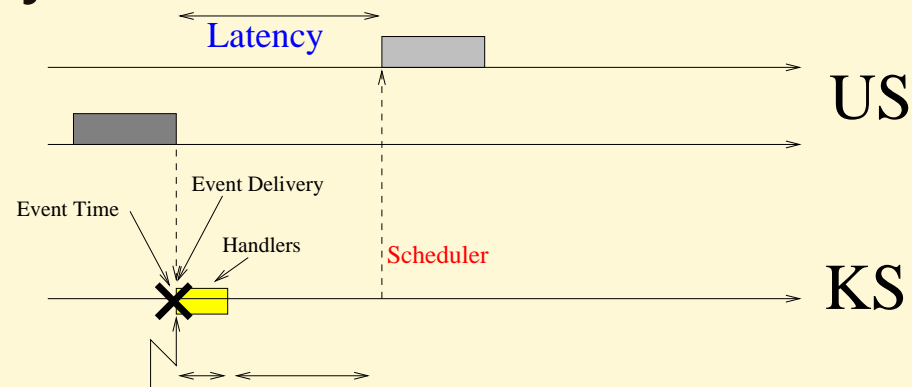 Latency
US
Event Delivery
Event Time
Handlers
Scheduler
KS